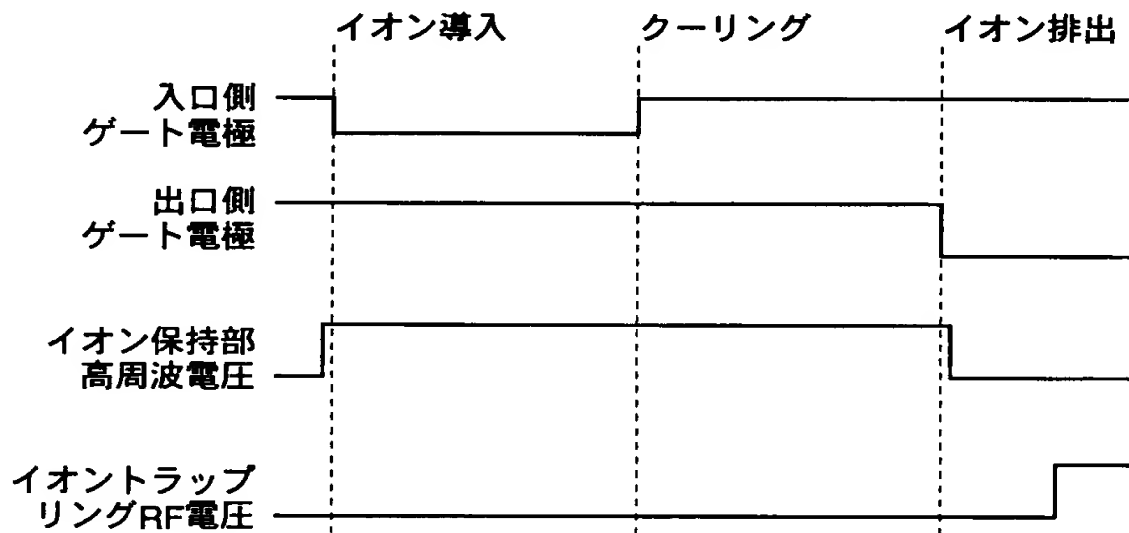 イオン導入
クーリング
イオン排出
入口側
ゲート電極
出口側
ゲート電極
イオン保持部
高周波電圧
イオントラップ
リングRF電圧